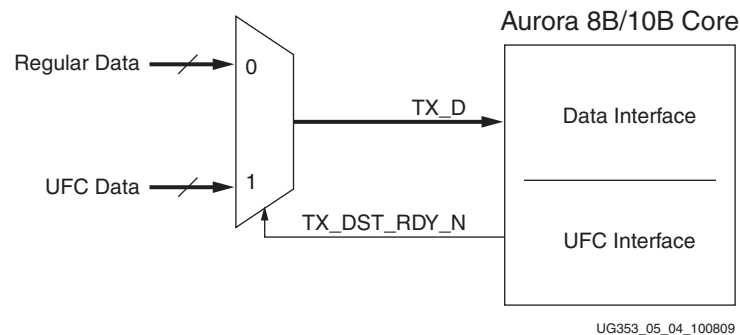 Aurora 8B/10B Core
Regular Data
0
TX_D
Data Interface
UFC Data
1
TX_DST_RDY_N
UFC Interface
UG353_05_04_100809